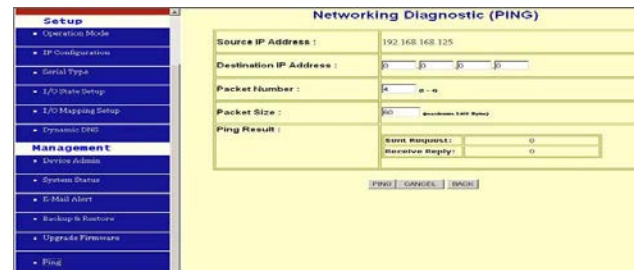 Setup
Operation Mode
IP Configuration
Serial Type
I/O State Setup
I/O Mapping Setup
Dynamic DNS
Management
Device Admin
System Status
E-Mail Alert
Backup & Restore
Upgrade Firmware
Ping
Networking Diagnostic (PING)
Source IP Address : 192.168.168.125
Destination IP Address : 0 .0 .0 .0
Packet Number : 4
Packet Size : 60
Ping Result :
Sent Request: 0
Receive Reply: 0
PING CANCEL BACK